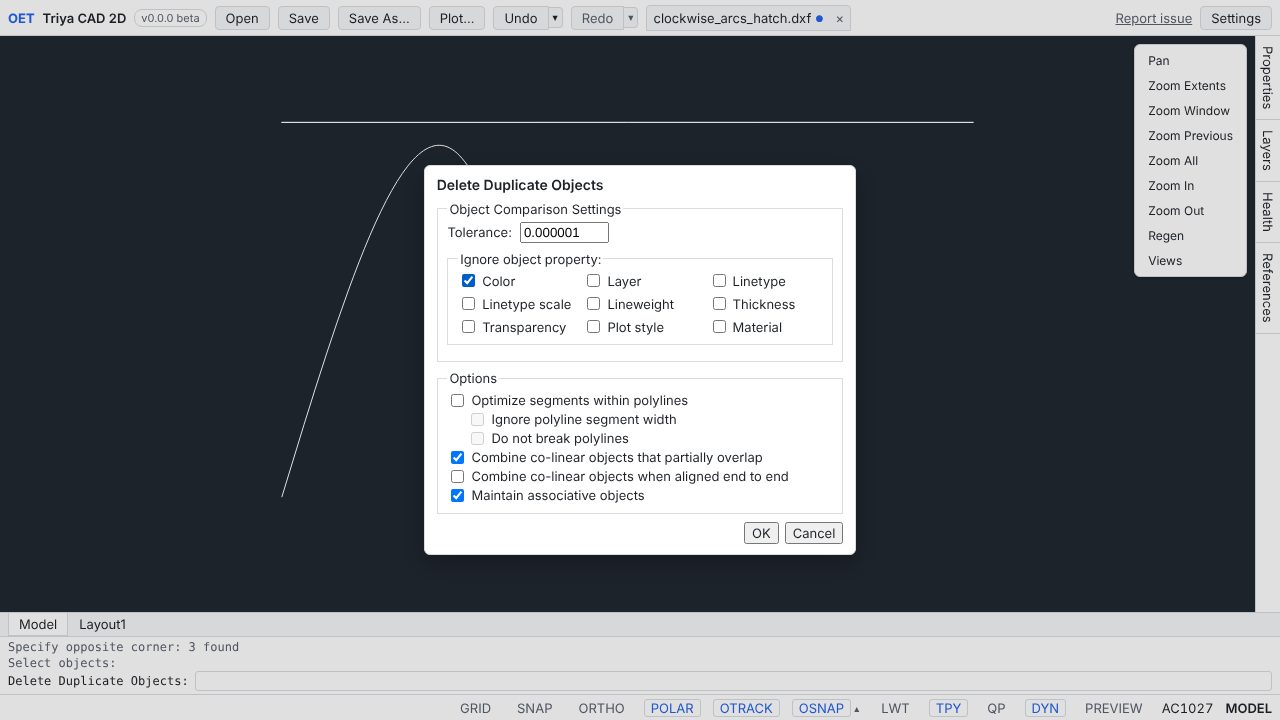 OET Triya CAD 2D v0.0.0 beta Open Save Save As... Plot... Undo ▾ Redo ▾ clockwise_arcs_hatch.dxf ● × Report issue Settings
Pan
Zoom Extents
Zoom Window
Zoom Previous
Zoom All
Zoom In
Zoom Out
Regen
Views
Properties
Layers
Health
References
Delete Duplicate Objects
Object Comparison Settings
Tolerance: 0.000001
Ignore object property:
Color Layer Linetype
Linetype scale Lineweight Thickness
Transparency Plot style Material
Options
Optimize segments within polylines
Ignore polyline segment width
Do not break polylines
Combine co-linear objects that partially overlap
Combine co-linear objects when aligned end to end
Maintain associative objects
OK Cancel
Model Layout1
Specify opposite corner: 3 found
Select objects:
Delete Duplicate Objects:
GRID SNAP ORTHO POLAR OTRACK OSNAP ▴ LWT TPY QP DYN PREVIEW AC1027 MODEL